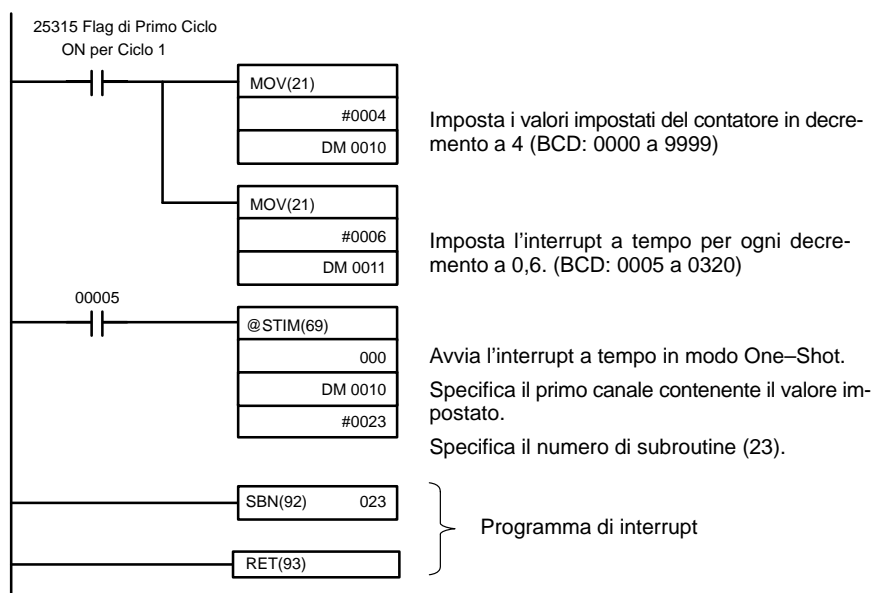 25315 Flag di Primo Ciclo
ON per Ciclo 1
MOV(21)
#0004
DM 0010
Imposta i valori impostati del contatore in decre-
mento a 4 (BCD: 0000 a 9999)
MOV(21)
#0006
DM 0011
Imposta l'interrupt a tempo per ogni decre-
mento a 0,6. (BCD: 0005 a 0320)
00005
@STIM(69)
000
DM 0010
#0023
Avvia l'interrupt a tempo in modo One–Shot.
Specifica il primo canale contenente il valore im-
postato.
Specifica il numero di subroutine (23).
SBN(92) 023
Programma di interrupt
RET(93)